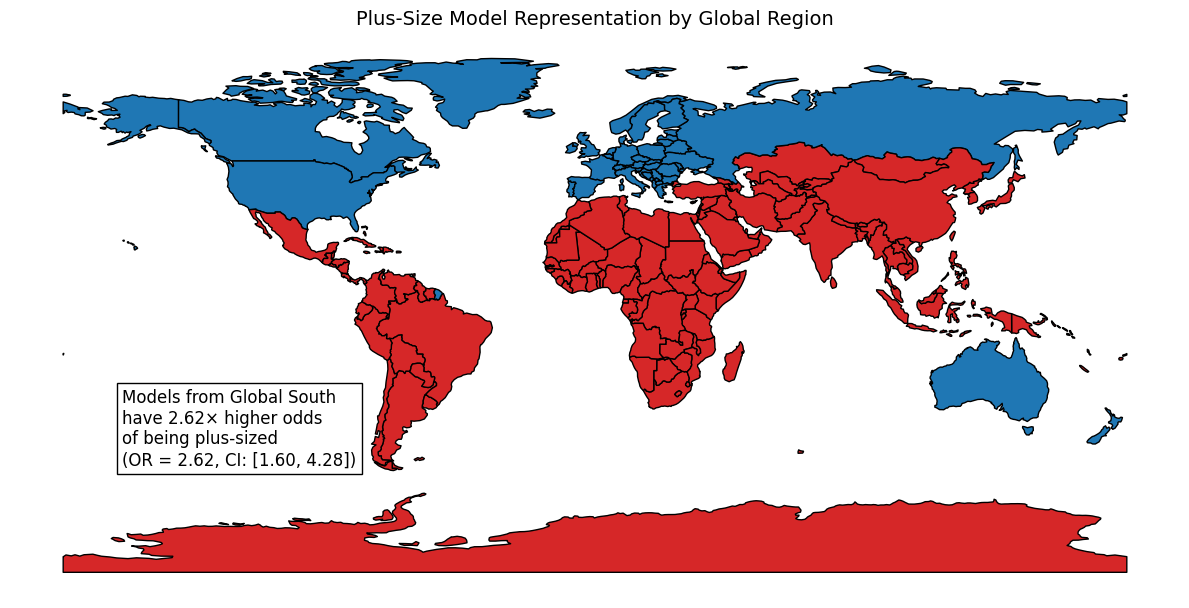 Plus-Size Model Representation by Global Region
Models from Global South
have 2.62× higher odds
of being plus-sized
(OR = 2.62, CI: [1.60, 4.28])